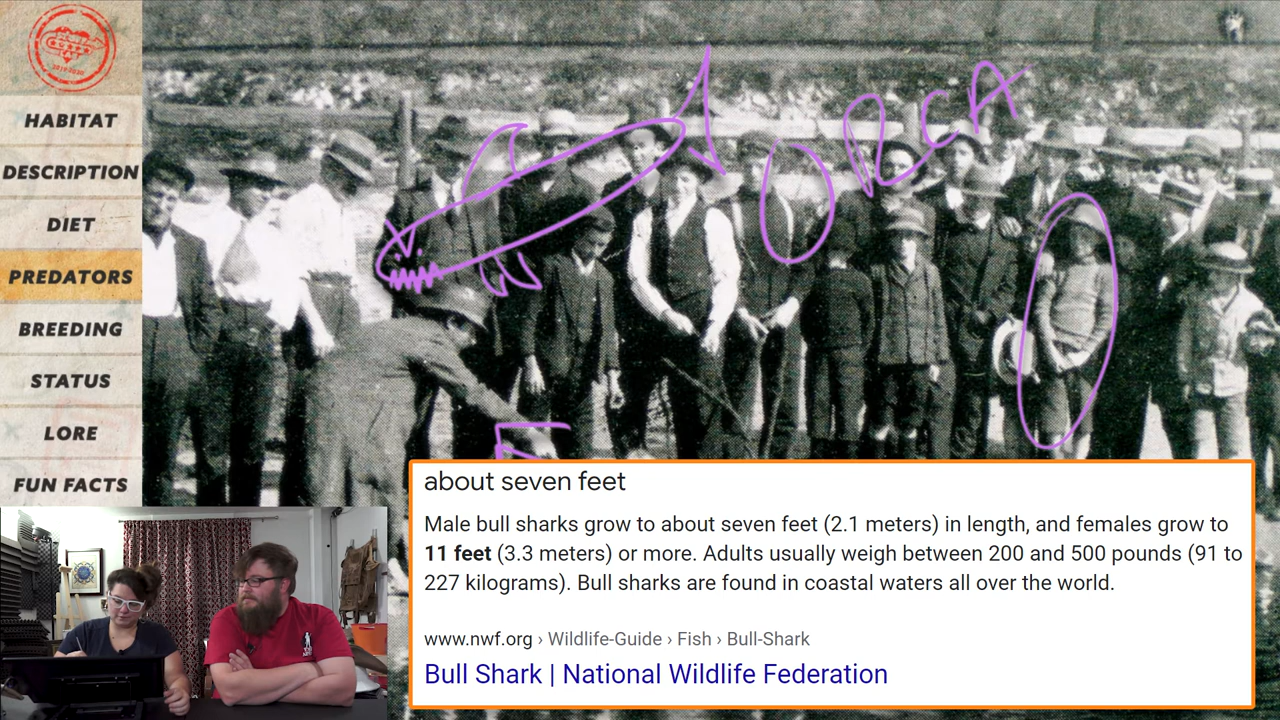 HABITAT
DESCRIPTION
DIET
PREDATORS
BREEDING
STATUS
LORE
FUN FACTS
ORCA
about seven feet
Male bull sharks grow to about seven feet (2.1 meters) in length, and females grow to
11 feet (3.3 meters) or more. Adults usually weigh between 200 and 500 pounds (91 to
227 kilograms). Bull sharks are found in coastal waters all over the world.
www.nwf.org › Wildlife-Guide › Fish › Bull-Shark
Bull Shark | National Wildlife Federation